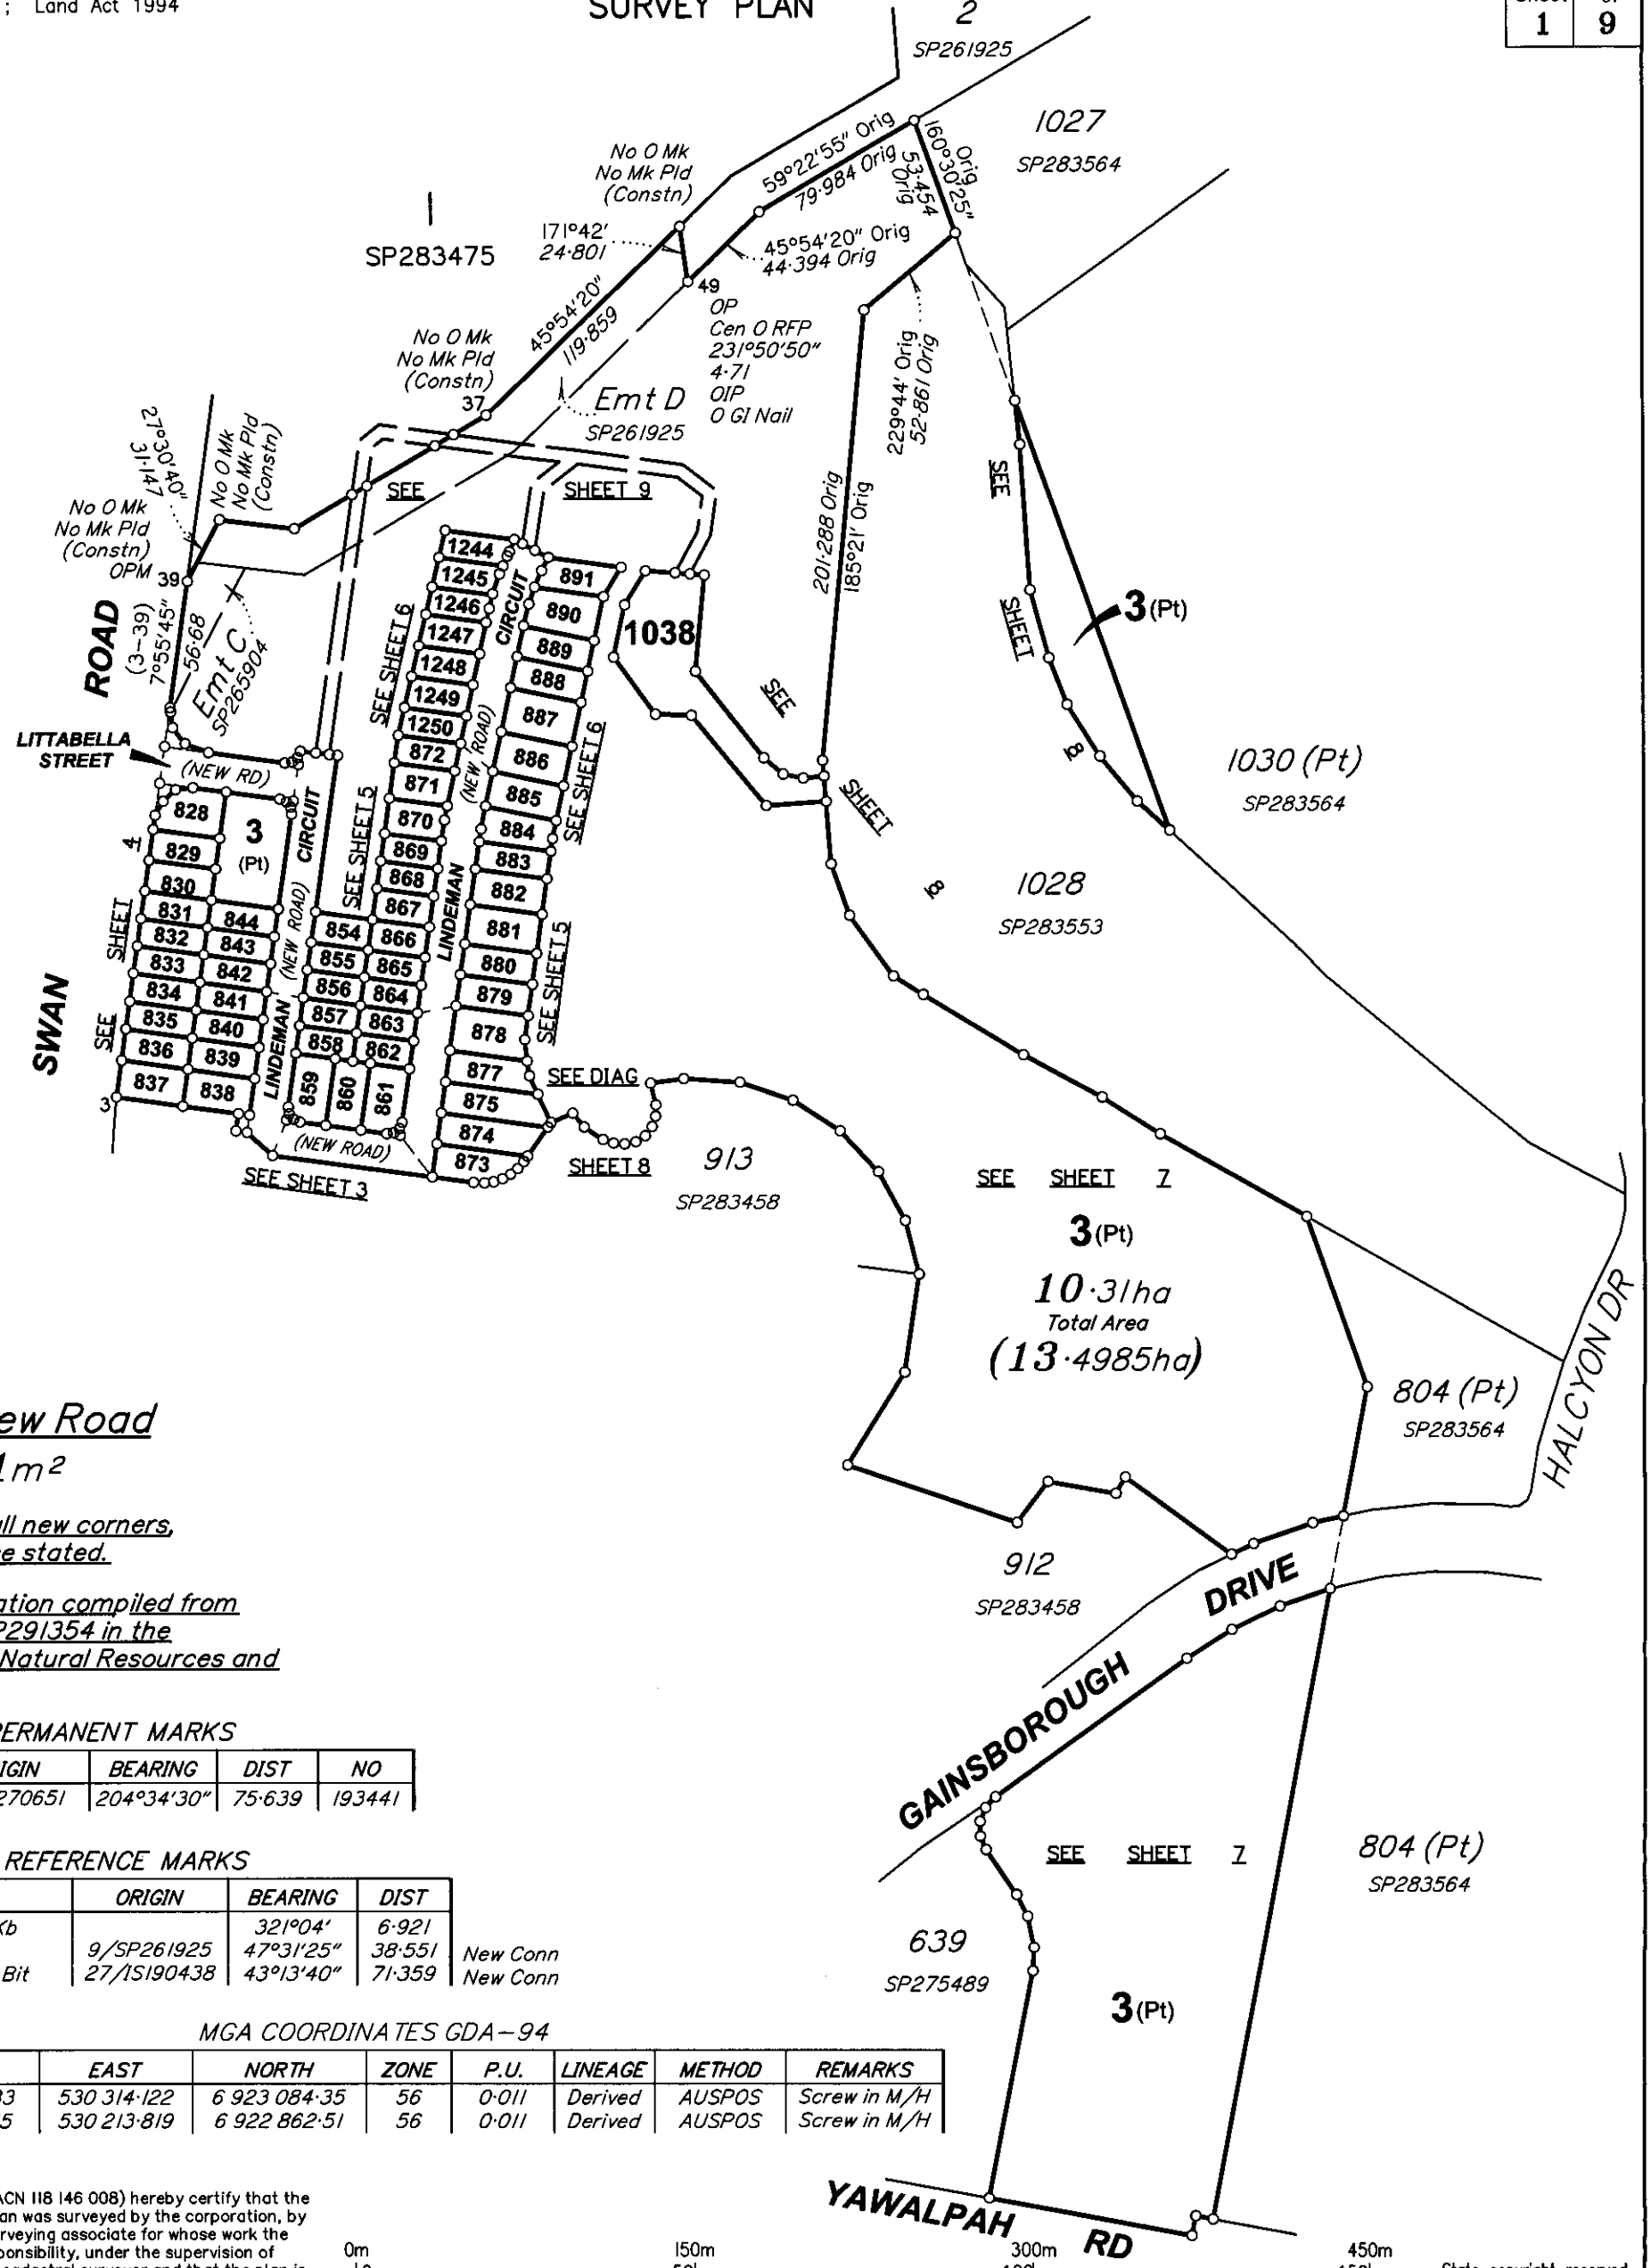 ; Land Act 1994
SURVEY PLAN
1
9
2
SP261925
1027
SP283564
No O Mk
No Mk Pld
(Constn)
59°22'55" Orig
79·984 Orig
160°30'25"
Orig
53·454
Orig
1
SP283475
171°42'
24·801
45°54'20" Orig
44·394 Orig
49
OP
Cen O RFP
231°50'50"
4·71
OIP
O GI Nail
45°54'20"
119·859
No O Mk
No Mk Pld
(Constn)
37
Emt D
SP261925
229°44' Orig
52·861 Orig
27°30'40"
31·147
No O Mk
No Mk Pld
(Constn)
No O Mk
No Mk Pld
(Constn)
OPM
39
SEE
SHEET 9
201·288 Orig
185°21' Orig
SEE
SHEET
8
3(Pt)
ROAD
(3-39)
7°55'45"
56·68
Emt C
SP265904
LITTABELLA
STREET
(NEW RD)
SEE SHEET 6
1244
1245
1246
1247
1248
1249
1250
872
871
870
869
868
867
866
865
864
863
862
861
CIRCUIT
(NEW ROAD)
LINDEMAN
891
890
889
888
887
886
885
884
883
882
881
880
879
878
877
875
874
873
1038
SEE SHEET 6
SEE SHEET 5
SEE SHEET 5
SEE
SHEET
8
1030 (Pt)
SP283564
1028
SP283553
828
829
830
831
832
833
834
835
836
837
3
(Pt)
844
843
842
841
840
839
838
CIRCUIT
(NEW ROAD)
LINDEMAN
854
855
856
857
858
859
860
SWAN
SEE
SHEET
4
3
(NEW ROAD)
SEE SHEET 3
SEE DIAG
SHEET 8
913
SP283458
SEE SHEET 7
3(Pt)
10·31ha
Total Area
(13·4985ha)
HALCYON DR
804 (Pt)
SP283564
ew Road
m²
all new corners,
e stated.
ation compiled from
P291354 in the
Natural Resources and
912
SP283458
GAINSBOROUGH
DRIVE
PERMANENT MARKS
IGIN BEARING DIST NO
270651 204°34'30" 75·639 193441
REFERENCE MARKS
ORIGIN BEARING DIST
Kb 321°04' 6·921
9/SP261925 47°31'25" 38·551 New Conn
Bit 27/IS190438 43°13'40" 71·359 New Conn
SEE SHEET 7
804 (Pt)
SP283564
639
SP275489
3(Pt)
MGA COORDINATES GDA-94
EAST NORTH ZONE P.U. LINEAGE METHOD REMARKS
33 530 314·122 6 923 084·35 56 0·011 Derived AUSPOS Screw in M/H
5 530 213·819 6 922 862·51 56 0·011 Derived AUSPOS Screw in M/H
YAWALPAH RD
ACN 118 146 008) hereby certify that the
an was surveyed by the corporation, by
rveying associate for whose work the
onsibility, under the supervision of
0m 150m 300m 450m
State copyright reserved